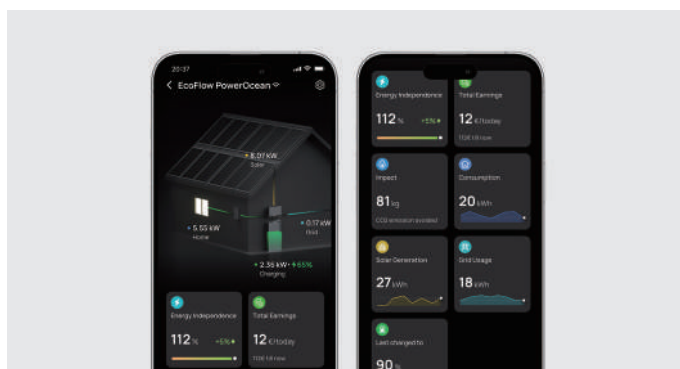 20:37
EcoFlow PowerOcean
8.07 kW
Solar
5.55 kW
Home
0.17 kW
Grid
2.36 kW
65%
Charging
Energy Independence
112 %
+5%
Total Earnings
12 €/today
Energy Independence
112 %
+5%
Total Earnings
12 €/today
Impact
81 kg
CO2 emission avoided
Consumption
20 kWh
Solar Generation
27 kWh
Grid Usage
18 kWh
Last charged to
90 %